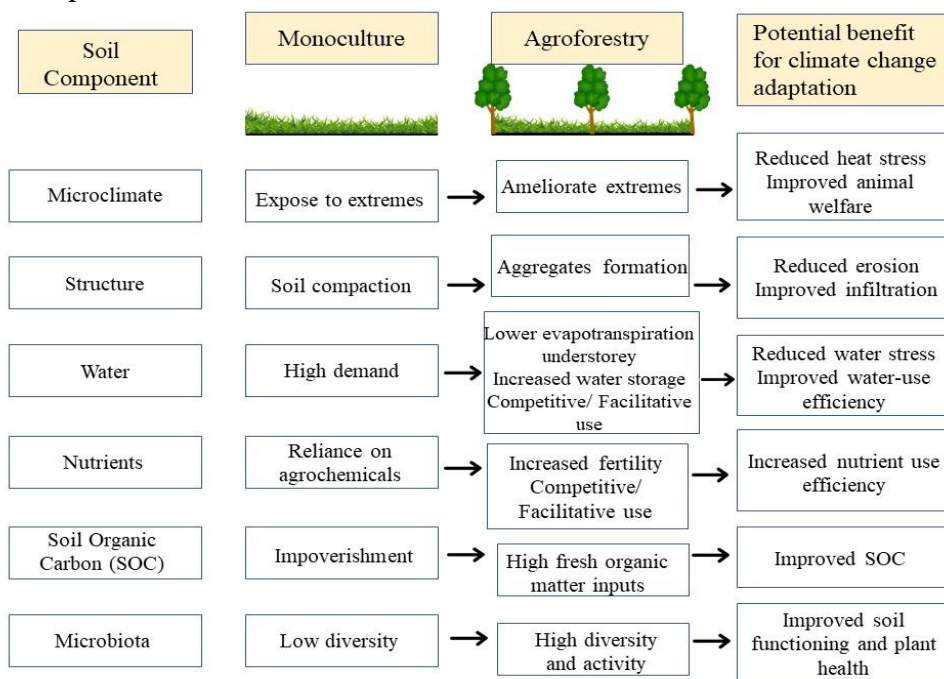 Soil
Component
Monoculture
Agroforestry
Potential benefit
for climate change
adaptation
Microclimate
Expose to extremes
Ameliorate extremes
Reduced heat stress
Improved animal
welfare
Structure
Soil compaction
Aggregates formation
Reduced erosion
Improved infiltration
Water
High demand
Lower evapotranspiration
understorey
Increased water storage
Competitive/ Facilitative
use
Reduced water stress
Improved water-use
efficiency
Nutrients
Reliance on
agrochemicals
Increased fertility
Competitive/
Facilitative use
Increased nutrient use
efficiency
Soil Organic
Carbon (SOC)
Impoverishment
High fresh organic
matter inputs
Improved SOC
Microbiota
Low diversity
High diversity
and activity
Improved soil
functioning and plant
health